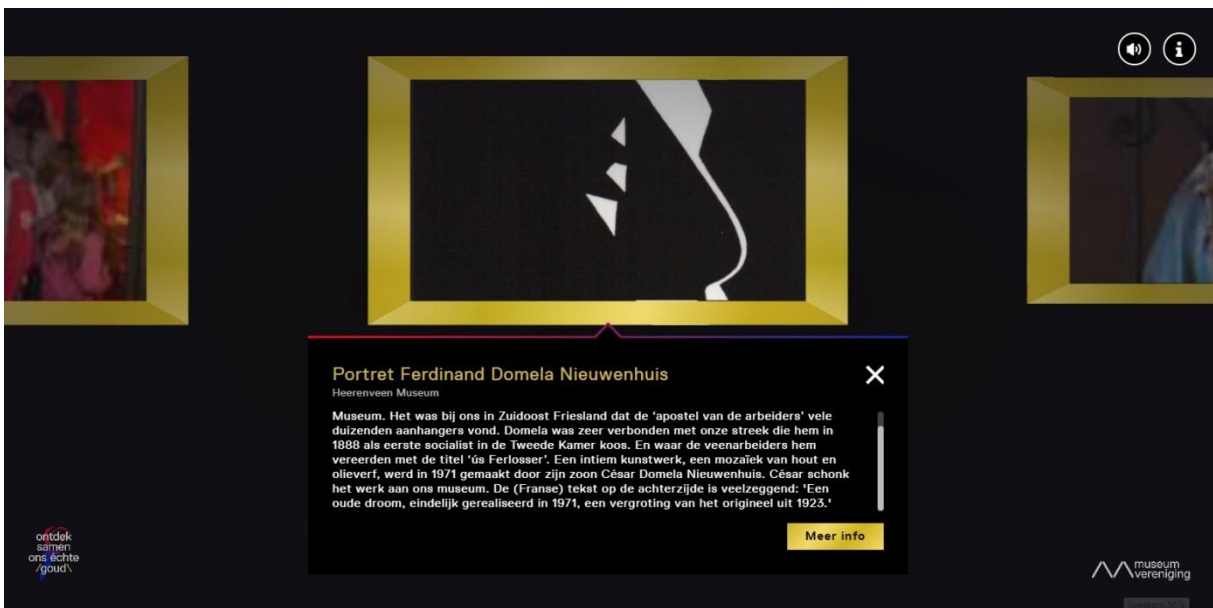 Portret Ferdinand Domela Nieuwenhuis
Heerenveen Museum
Museum. Het was bij ons in Zuidoost Friesland dat de ‘apostel van de arbeiders’ vele
duizenden aanhangers vond. Domela was zeer verbonden met onze streek die hem in
1888 als eerste socialist in de Tweede Kamer koos. En waar de veenarbeiders hem
vereerden met de titel ‘ús Ferlosser’. Een intiem kunstwerk, een mozaïek van hout en
olieverf, werd in 1971 gemaakt door zijn zoon César Domela Nieuwenhuis. César schonk
het werk aan ons museum. De (Franse) tekst op de achterzijde is veelzeggend: 'Een
oude droom, eindelijk gerealiseerd in 1971, een vergroting van het origineel uit 1923.'
Meer info
ontdek
samen
ons échte
/goud\
museum
vereniging